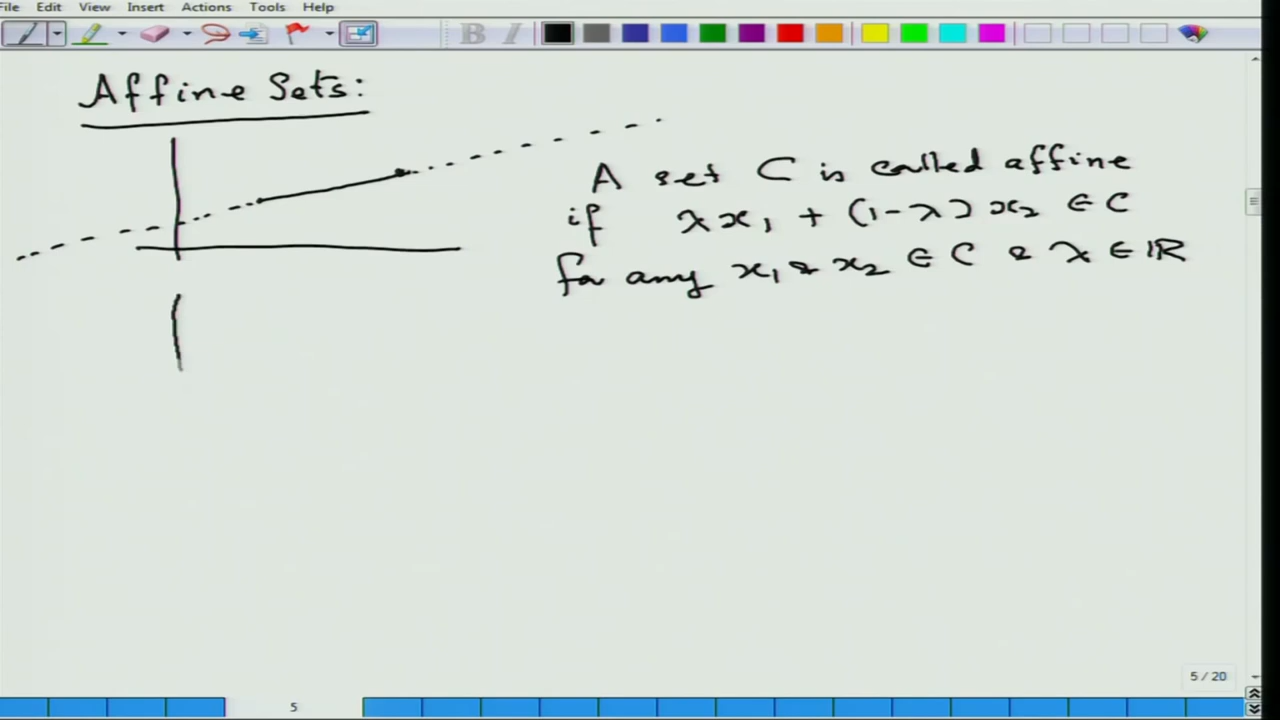 File Edit View Insert Actions Tools Help
B I
Affine Sets:
A set C is called affine
if λx₁ + (1-λ)x₂ ∈ C
for any x₁ & x₂ ∈ C & λ ∈ ℝ
5 / 20
5